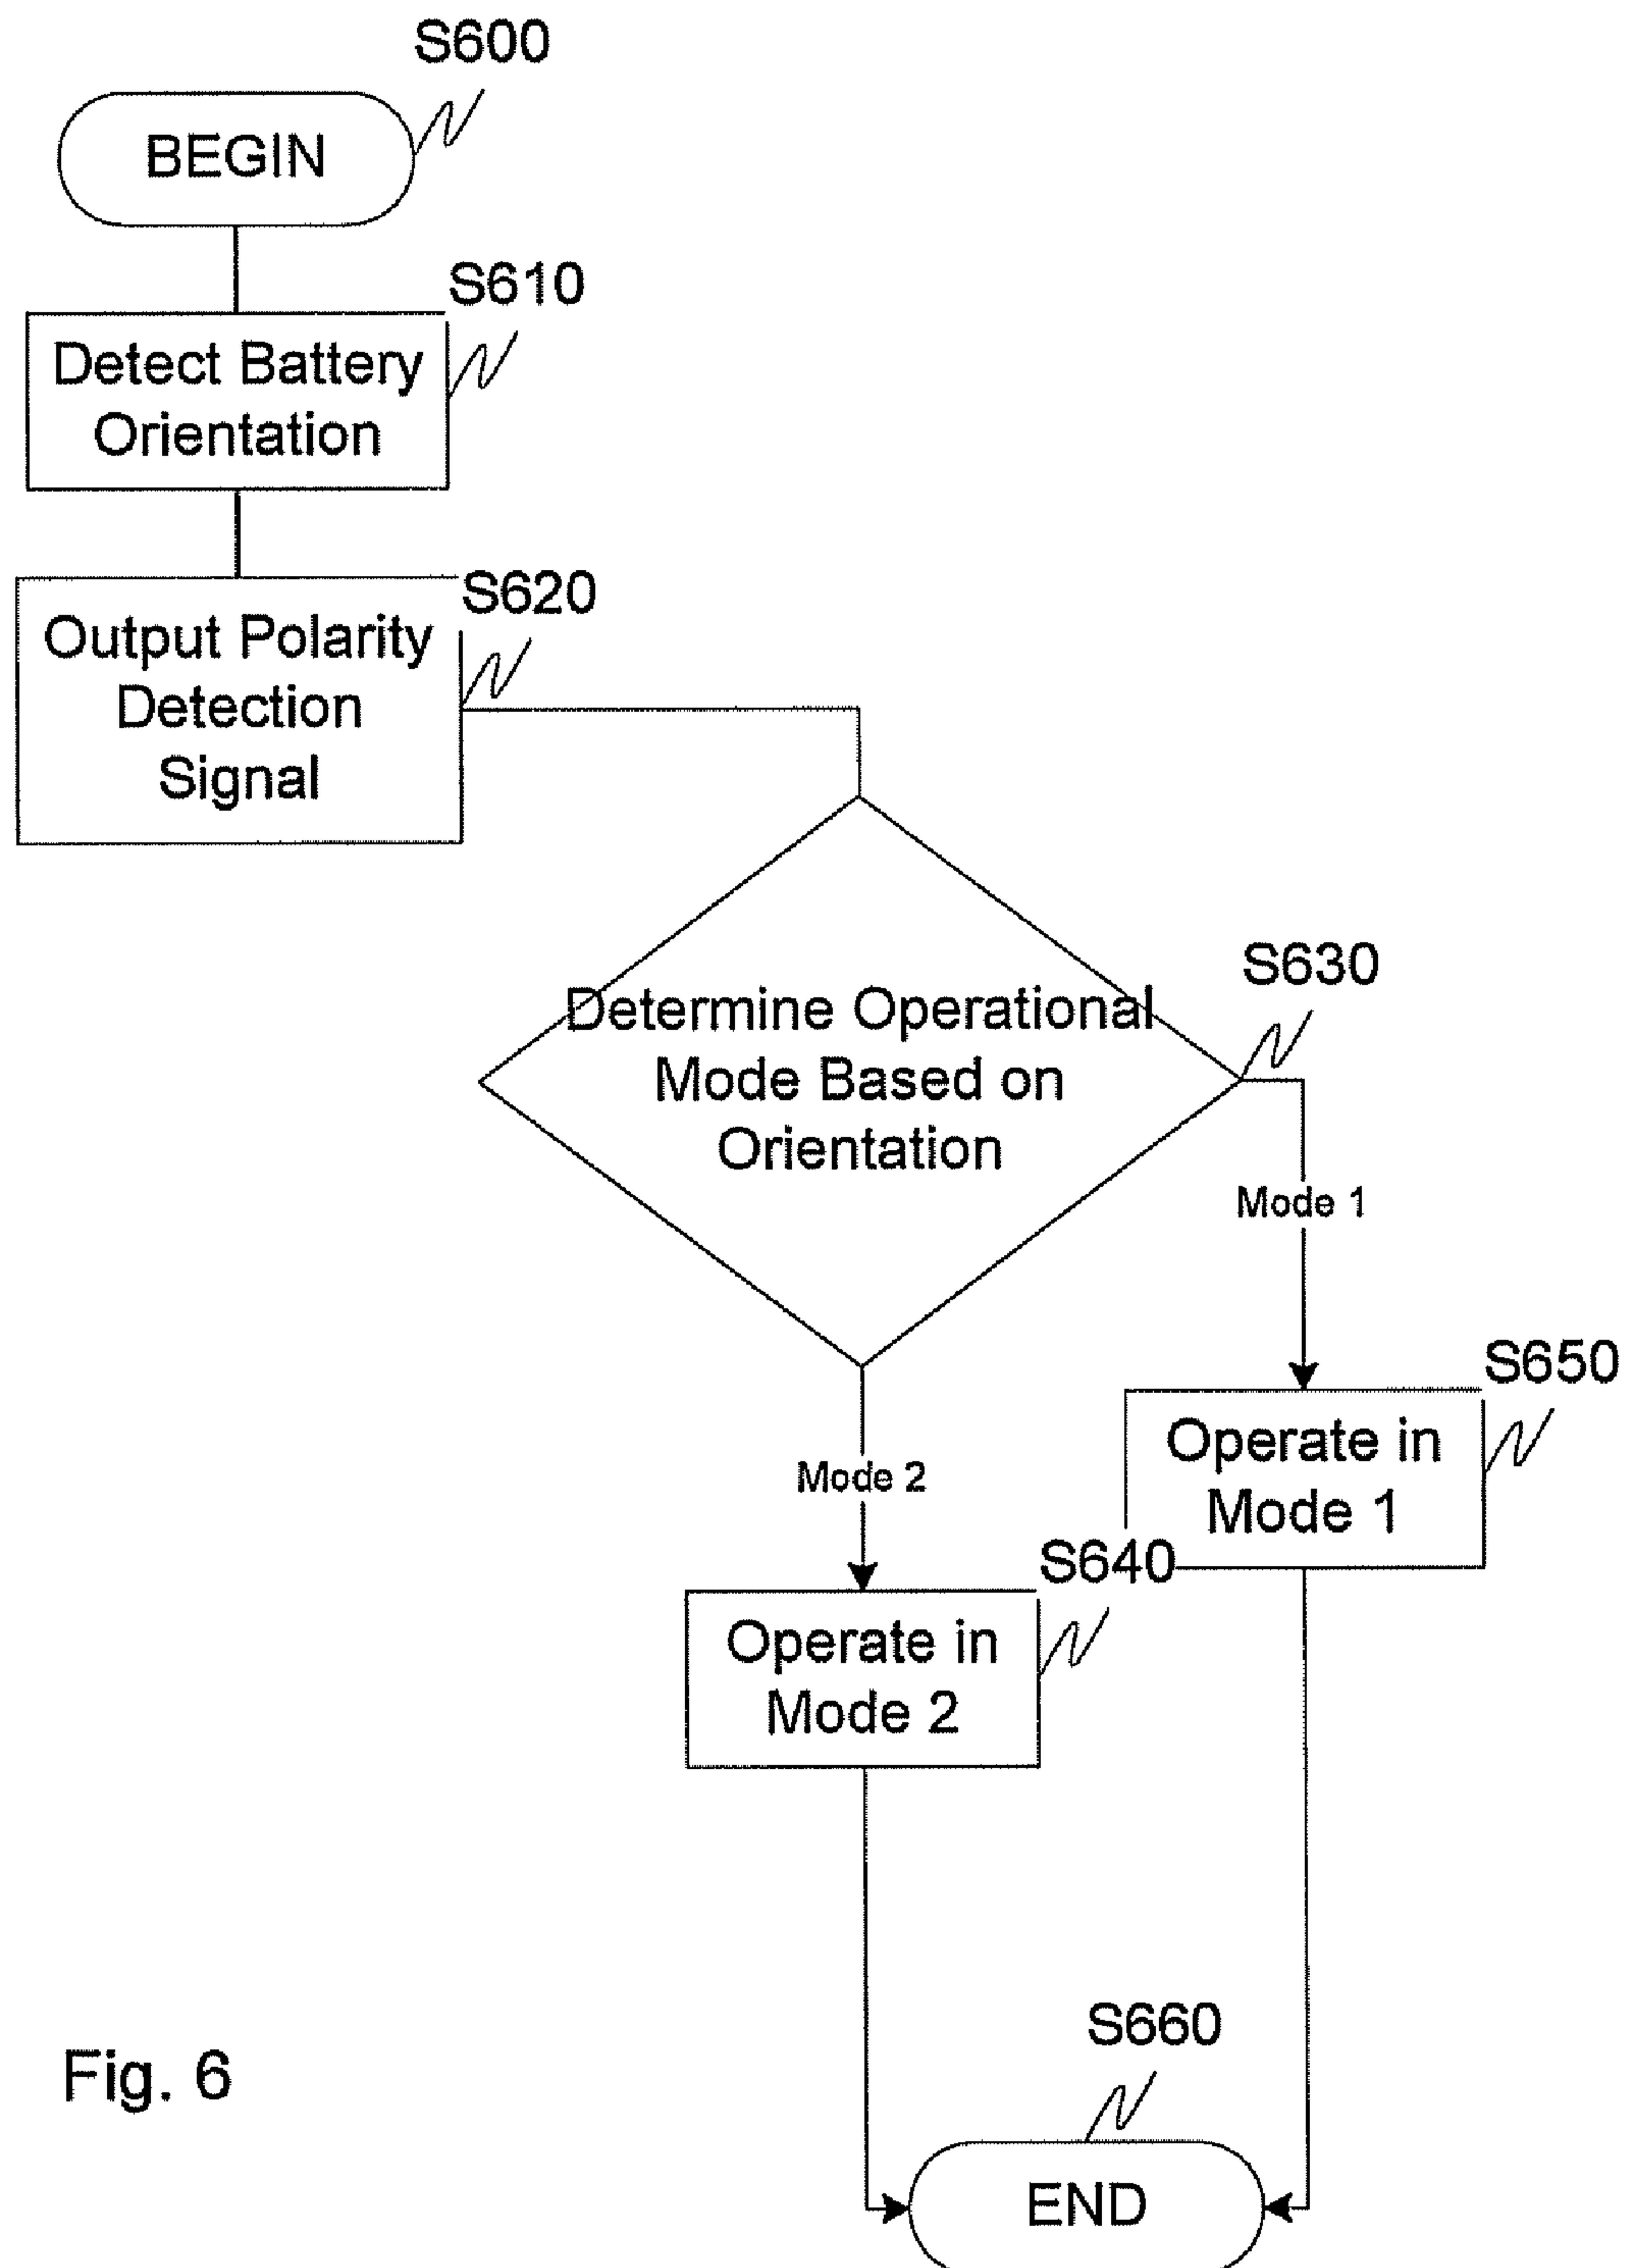 S600
BEGIN
S610
Detect Battery
Orientation
S620
Output Polarity
Detection
Signal
S630
Determine Operational
Mode Based on
Orientation
Mode 1
S650
Operate in
Mode 1
Mode 2
S640
Operate in
Mode 2
S660
END
Fig. 6